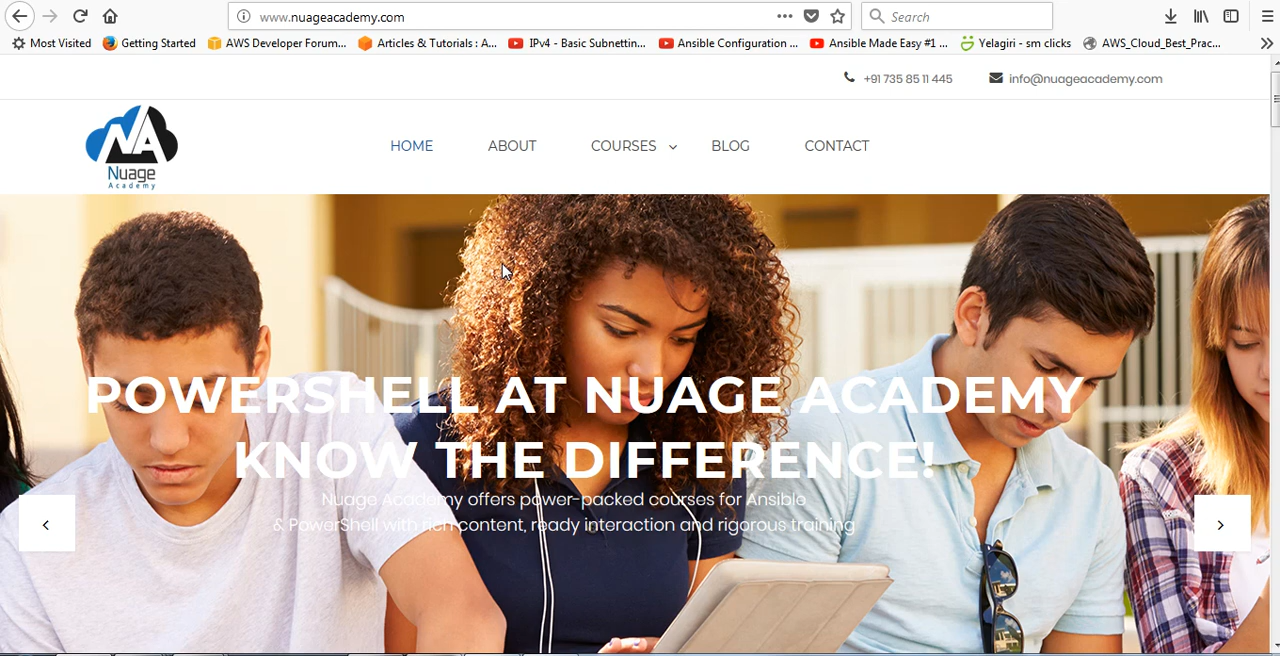 www.nuageacademy.com
Search
Most Visited
Getting Started
AWS Developer Forum...
Articles & Tutorials : A...
IPv4 - Basic Subnettin...
Ansible Configuration ...
Ansible Made Easy #1 ...
Yelagiri - sm clicks
AWS_Cloud_Best_Prac...
+91 735 85 11 445
info@nuageacademy.com
NA
Nuage
Academy
HOME
ABOUT
COURSES
BLOG
CONTACT
POWERSHELL AT NUAGE ACADEMY
KNOW THE DIFFERENCE!
Nuage Academy offers power-packed courses for Ansible
& PowerShell with rich content, ready interaction and rigorous training